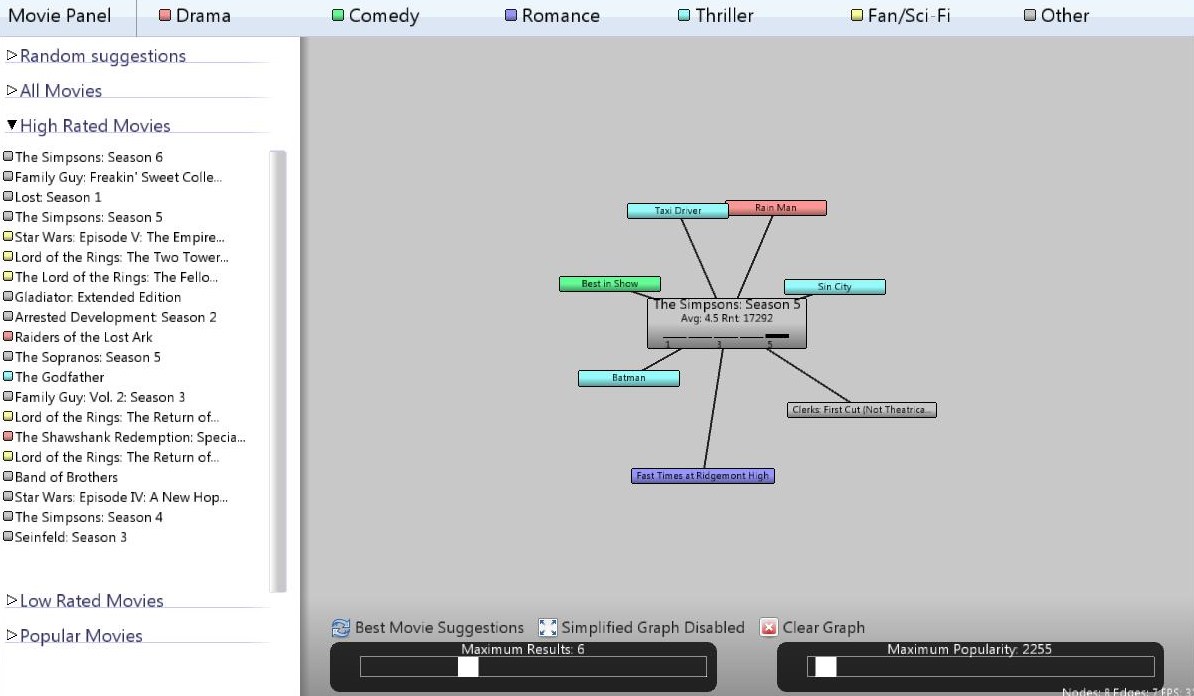 Movie Panel
Drama
Comedy
Romance
Thriller
Fan/Sci-Fi
Other
Random suggestions
All Movies
High Rated Movies
The Simpsons: Season 6
Family Guy: Freakin' Sweet Colle...
Lost: Season 1
The Simpsons: Season 5
Star Wars: Episode V: The Empire...
Lord of the Rings: The Two Tower...
The Lord of the Rings: The Fello...
Gladiator: Extended Edition
Arrested Development: Season 2
Raiders of the Lost Ark
The Sopranos: Season 5
The Godfather
Family Guy: Vol. 2: Season 3
Lord of the Rings: The Return of...
The Shawshank Redemption: Specia...
Lord of the Rings: The Return of...
Band of Brothers
Star Wars: Episode IV: A New Hop...
The Simpsons: Season 4
Seinfeld: Season 3
Low Rated Movies
Popular Movies
Taxi Driver
Rain Man
Best in Show
Sin City
The Simpsons: Season 5
Avg: 4.5 Rnt: 17292
1 3 5
Batman
Clerks: First Cut (Not Theatrica...
Fast Times at Ridgemont High
Best Movie Suggestions
Simplified Graph Disabled
Clear Graph
Maximum Results: 6
Maximum Popularity: 2255
Nodes: 8 Edges: 7 FPS: